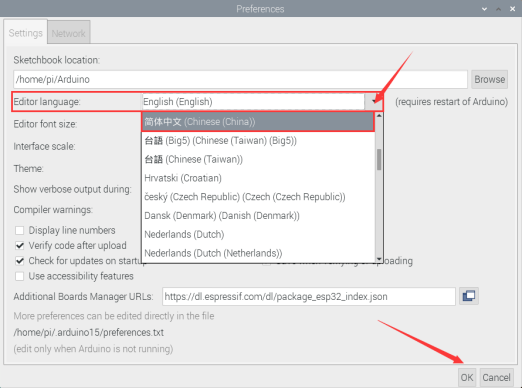 Preferences
Settings
Network
Sketchbook location:
/home/pi/Arduino
Browse
Editor language:
English (English)
(requires restart of Arduino)
Editor font size:
简体中文 (Chinese (China))
台語 (Big5) (Chinese (Taiwan) (Big5))
Interface scale:
台語 (Chinese (Taiwan))
Theme:
Hrvatski (Croatian)
Show verbose output during:
český (Czech Republic) (Czech (Czech Republic))
Compiler warnings:
Dansk (Denmark) (Danish (Denmark))
Display line numbers
Nederlands (Dutch)
Verify code after upload
Nederlands (Dutch (Netherlands))
Check for updates on startup
Use accessibility features
Additional Boards Manager URLs:
https://dl.espressif.com/dl/package_esp32_index.json
More preferences can be edited directly in the file
/home/pi/.arduino15/preferences.txt
(edit only when Arduino is not running)
OK
Cancel